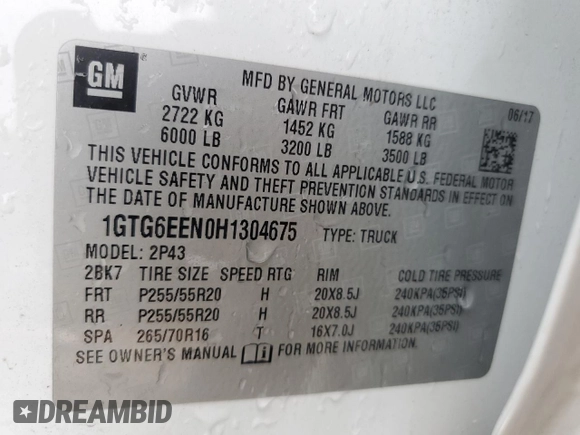 GM
MFD BY GENERAL MOTORS LLC
06/17
GVWR GAWR FRT GAWR RR
2722 KG 1452 KG 1588 KG
6000 LB 3200 LB 3500 LB
THIS VEHICLE CONFORMS TO ALL APPLICABLE U.S. FEDERAL MOTOR
VEHICLE SAFETY AND THEFT PREVENTION STANDARDS IN EFFECT ON
THE DATE OF MANUFACTURE SHOWN ABOVE.
1GTG6EEN0H1304675 TYPE: TRUCK
MODEL: 2P43
2BK7 TIRE SIZE SPEED RTG RIM COLD TIRE PRESSURE
FRT P255/55R20 H 20X8.5J 240KPA(35PSI)
RR P255/55R20 H 20X8.5J 240KPA(35PSI)
SPA 265/70R16 T 16X7.0J 240KPA(35PSI)
SEE OWNER'S MANUAL FOR MORE INFORMATION.
DREAMBID